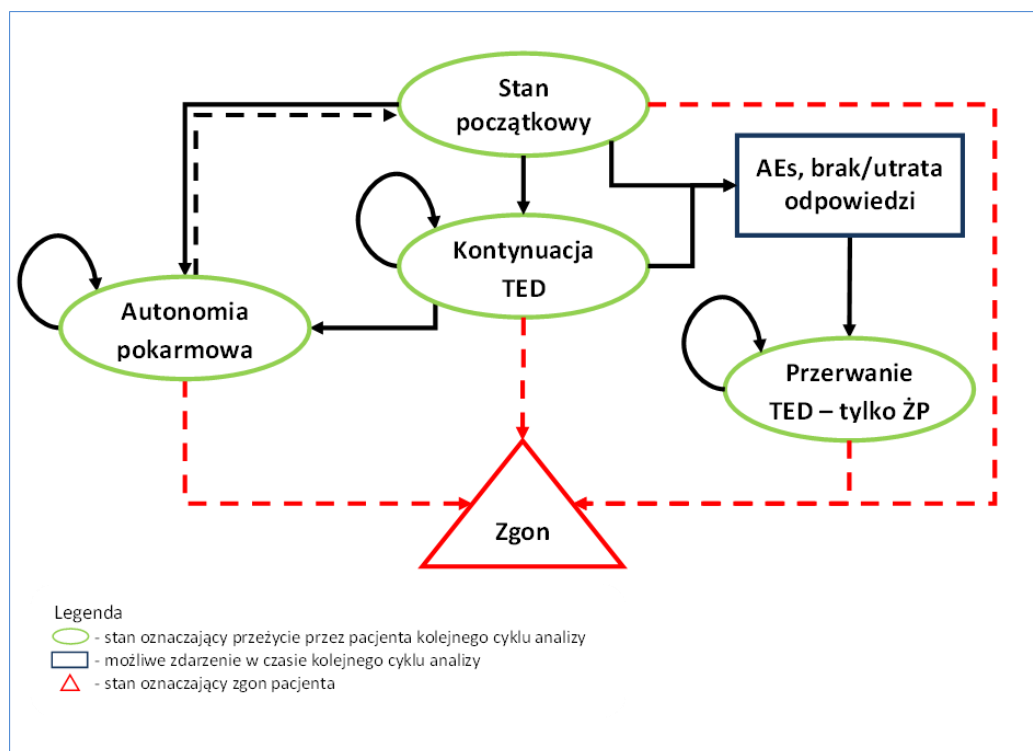 Stan
początkowy
AEs, brak/utrata
odpowiedzi
Kontynuacja
TED
Autonomia
pokarmowa
Przerwanie
TED – tylko ŻP
Zgon
Legenda
- stan oznaczający przeżycie przez pacjenta kolejnego cyklu analizy
- możliwe zdarzenie w czasie kolejnego cyklu analizy
- stan oznaczający zgon pacjenta